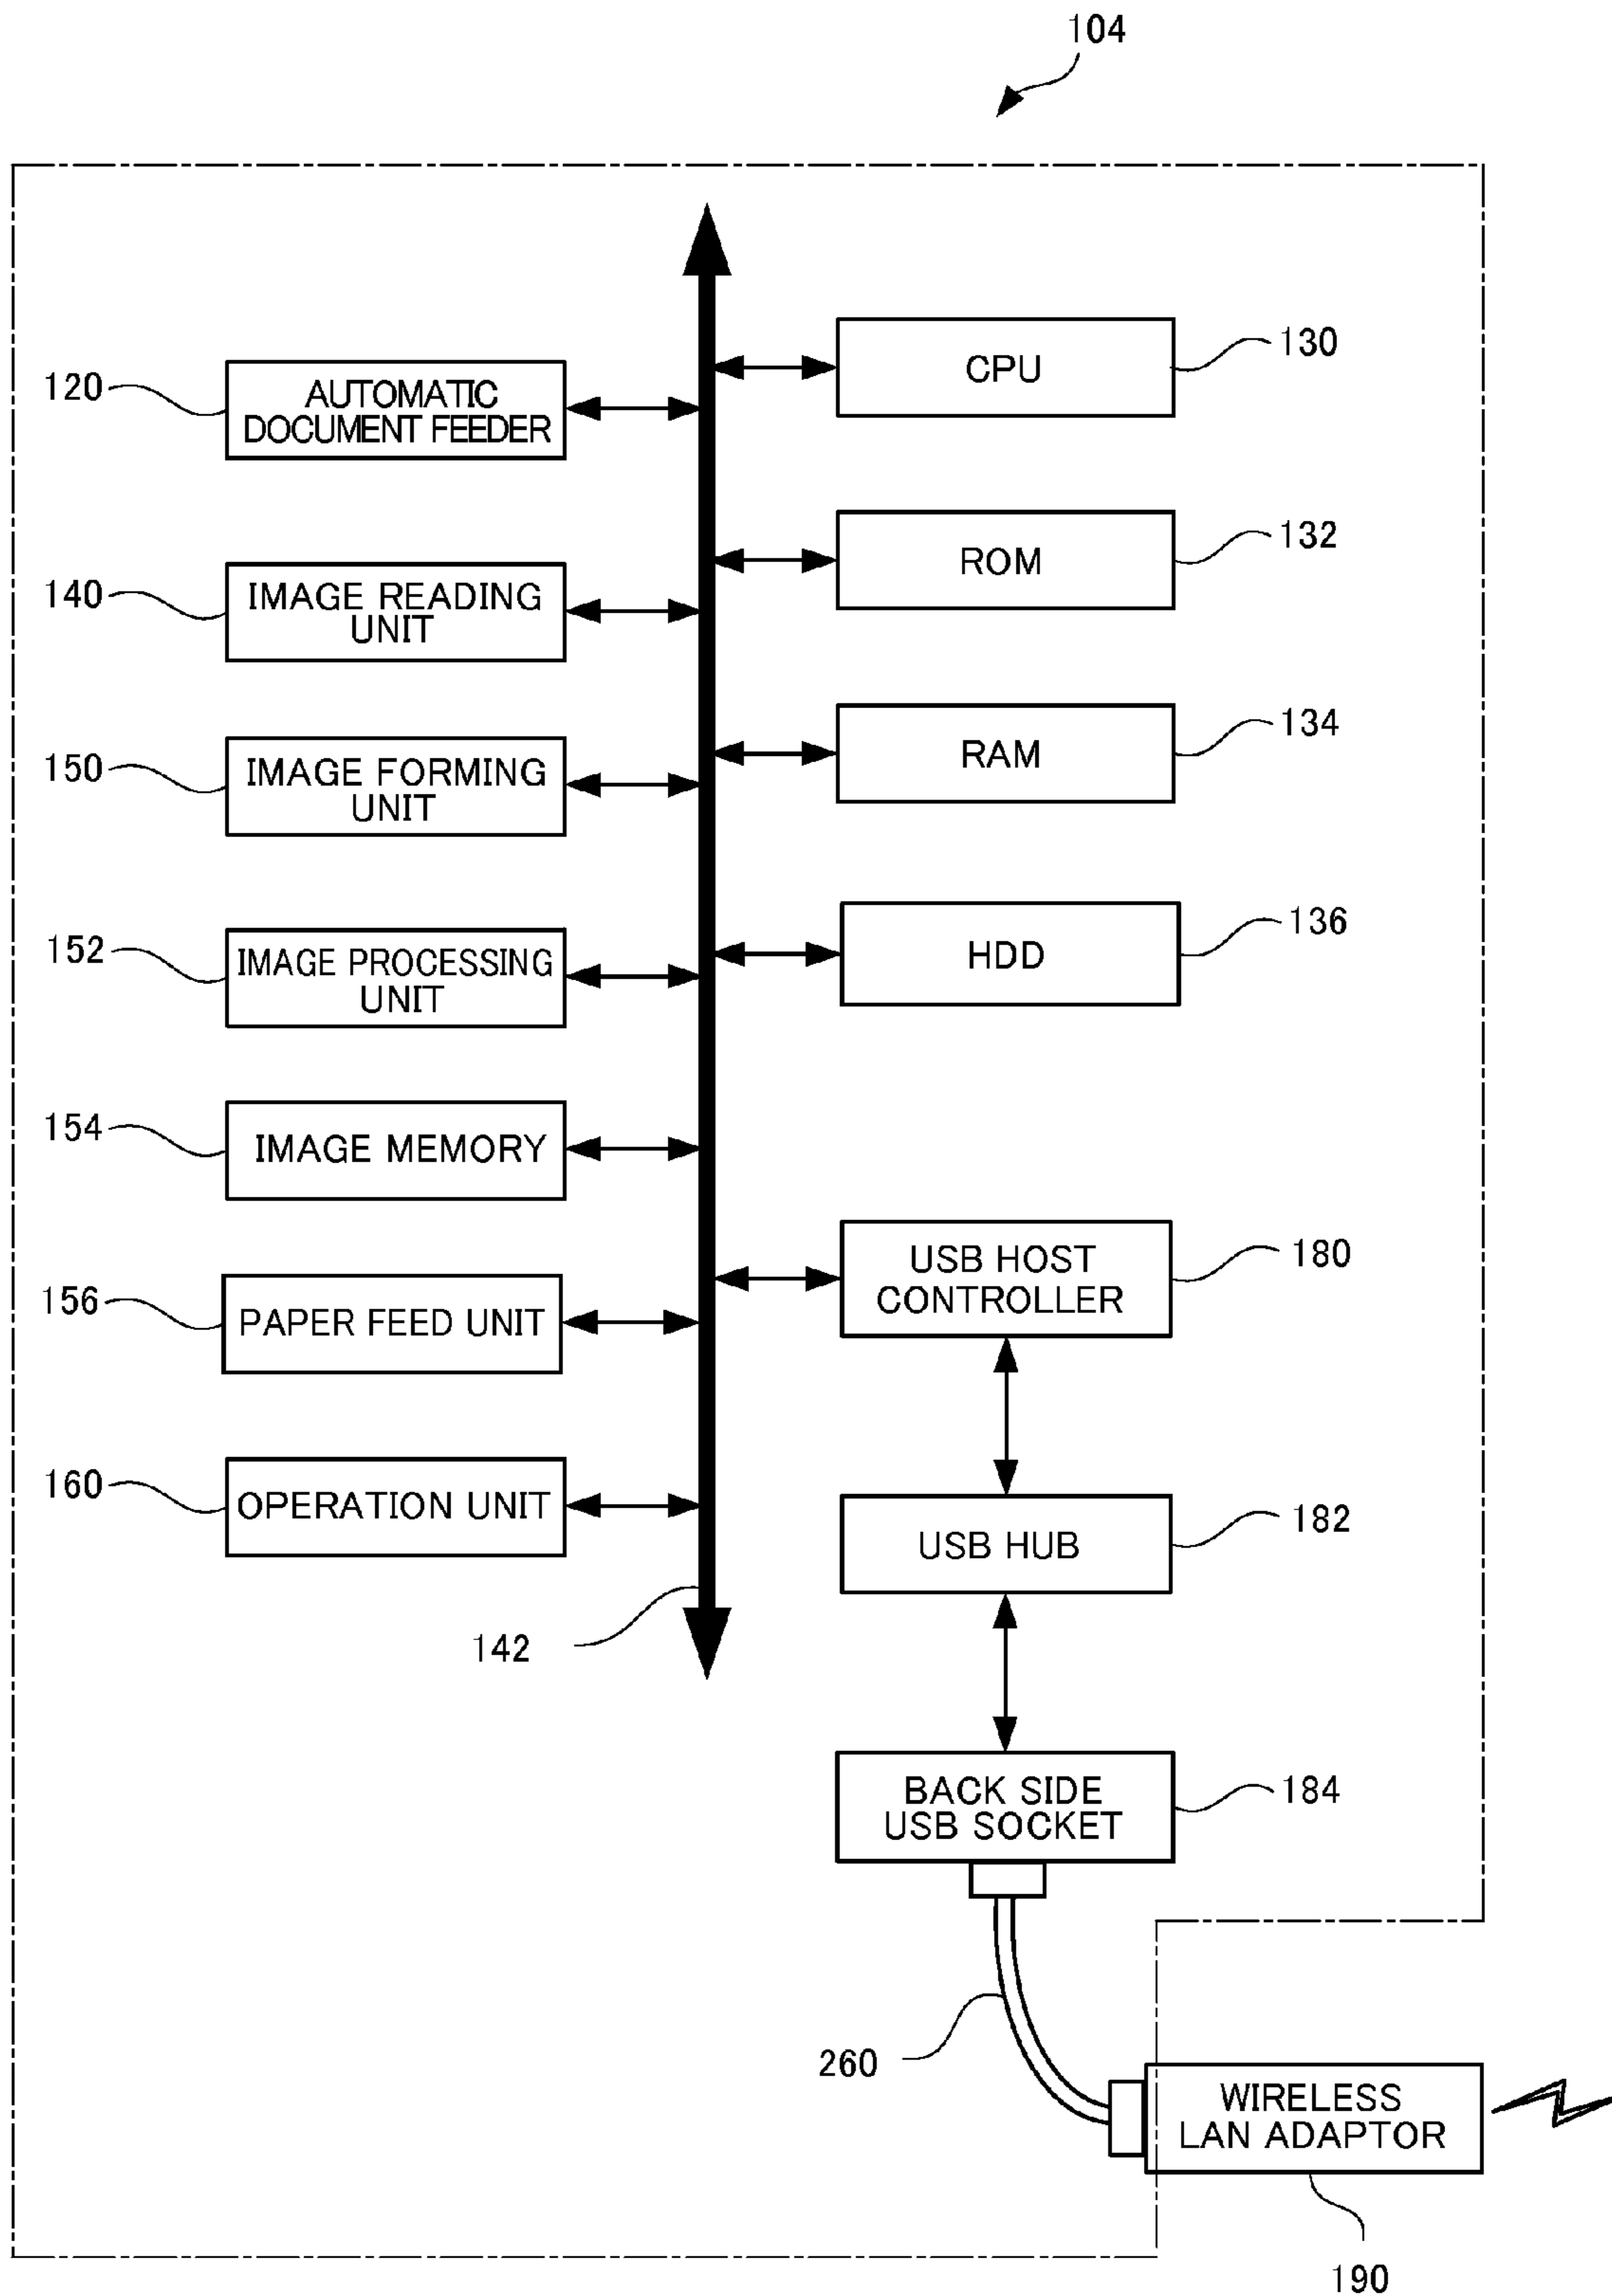 104
120
AUTOMATIC
DOCUMENT FEEDER
CPU
130
140
IMAGE READING
UNIT
ROM
132
150
IMAGE FORMING
UNIT
RAM
134
152
IMAGE PROCESSING
UNIT
HDD
136
154
IMAGE MEMORY
156
PAPER FEED UNIT
USB HOST
CONTROLLER
180
160
OPERATION UNIT
USB HUB
182
142
BACK SIDE
USB SOCKET
184
260
WIRELESS
LAN ADAPTOR
190